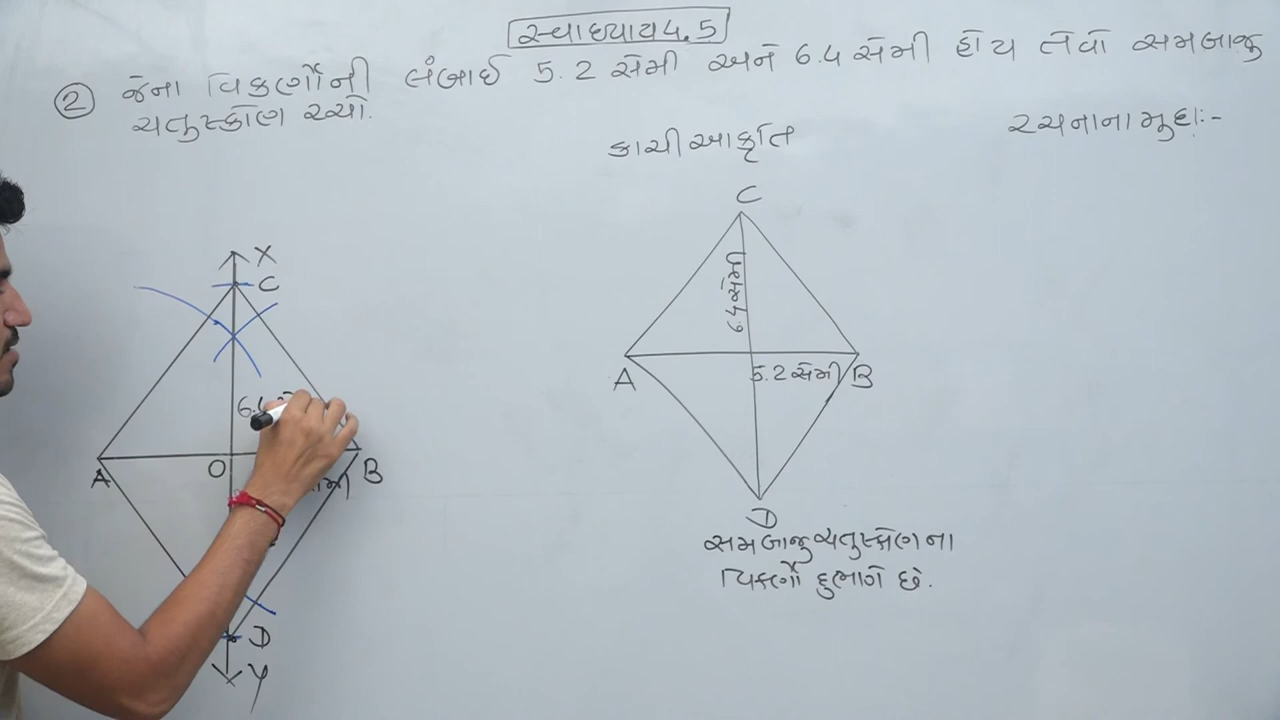 સ્વાધ્યાય 4.5
② જેના વિકર્ણોની લંબાઈ 5.2 સેમી અને 6.4 સેમી હોય તેવો સમબાજુ
ચતુષ્કોણ રચો.
કાચી આકૃતિ
રચનાના મુદ્દા:-
C
6.4 સેમી
A
5.2 સેમી
B
D
સમબાજુ ચતુષ્કોણના
વિકર્ણો દુભાગે છે.
X
C
A
O
B
D
Y